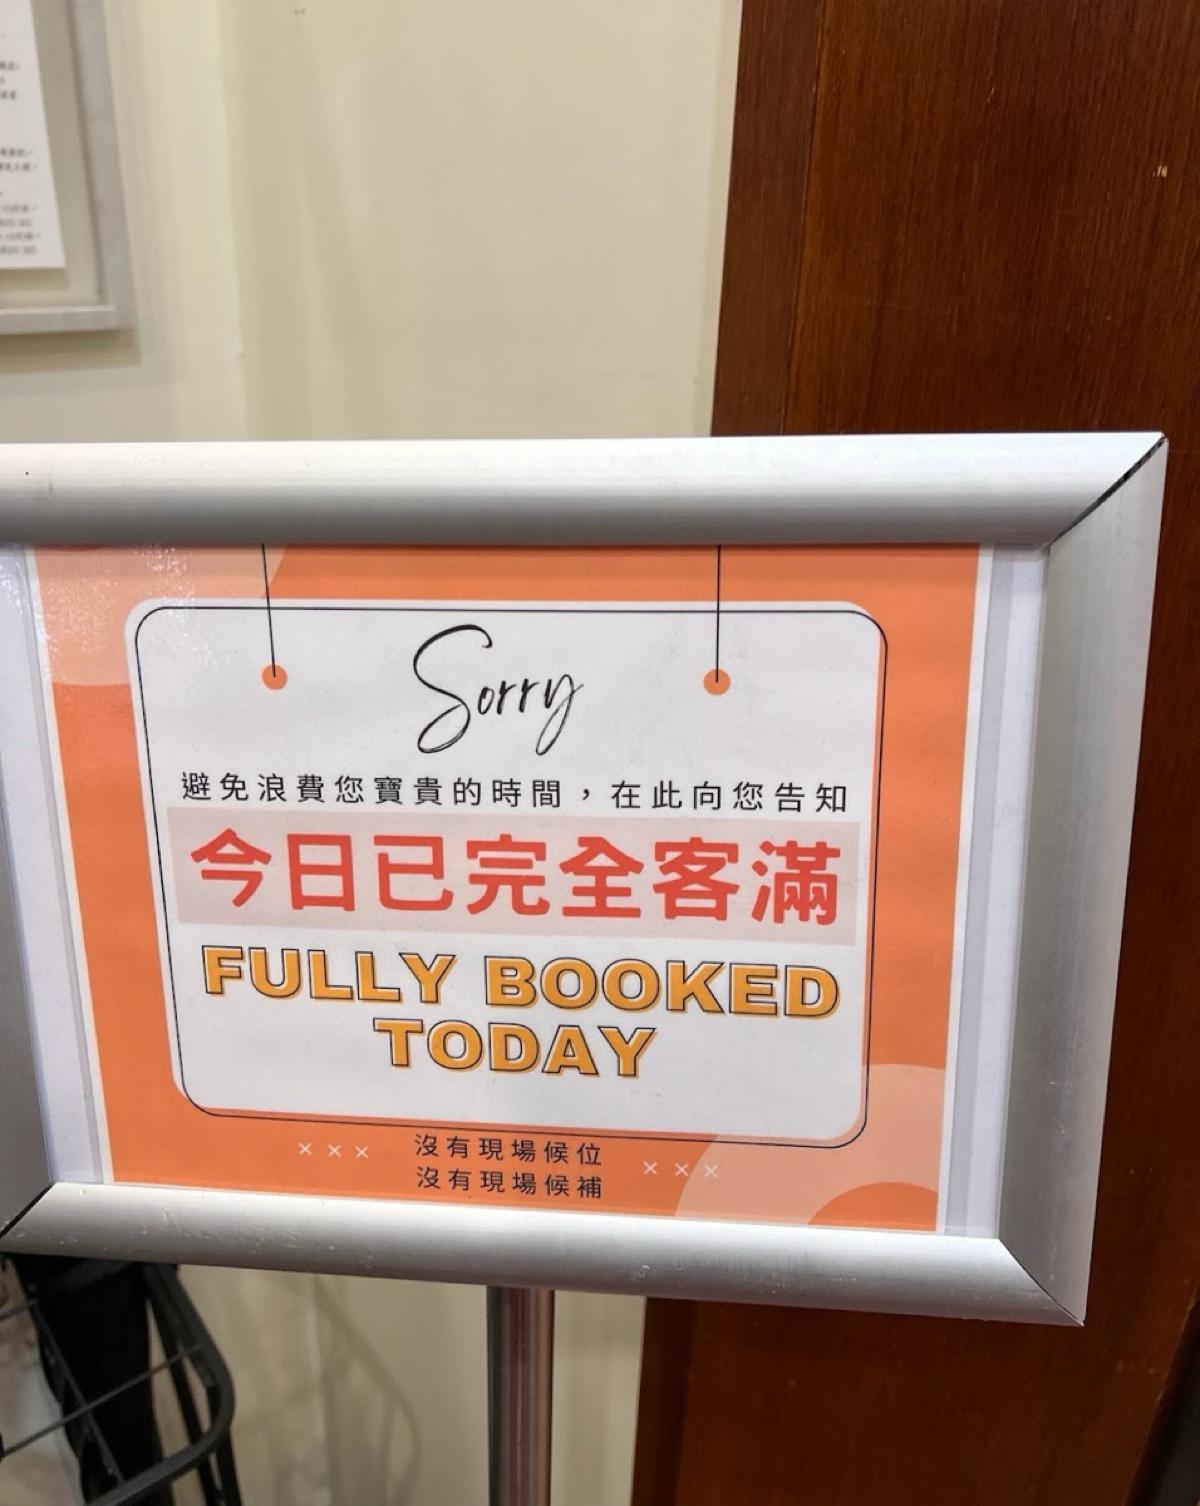 Sorry
避免浪費您寶貴的時間，在此向您告知
今日已完全客滿
FULLY BOOKED
TODAY
× × ×
沒有現場候位
沒有現場候補
× × ×